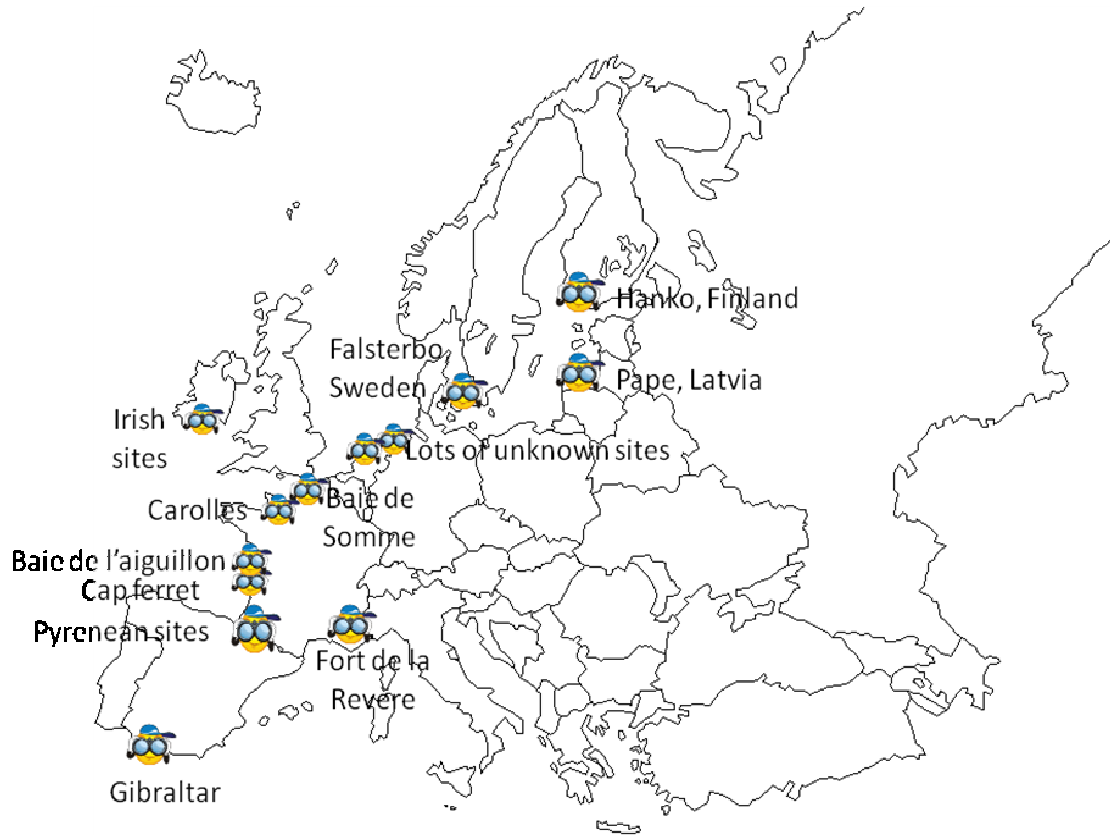 Hanko, Finland
Falsterbo
Sweden
Pape, Latvia
Irish
sites
Lots of unknown sites
Carolles
Baie de
Somme
Baie de l'aiguillon
Cap ferret
Pyrenean sites
Fort de la
Revere
Gibraltar